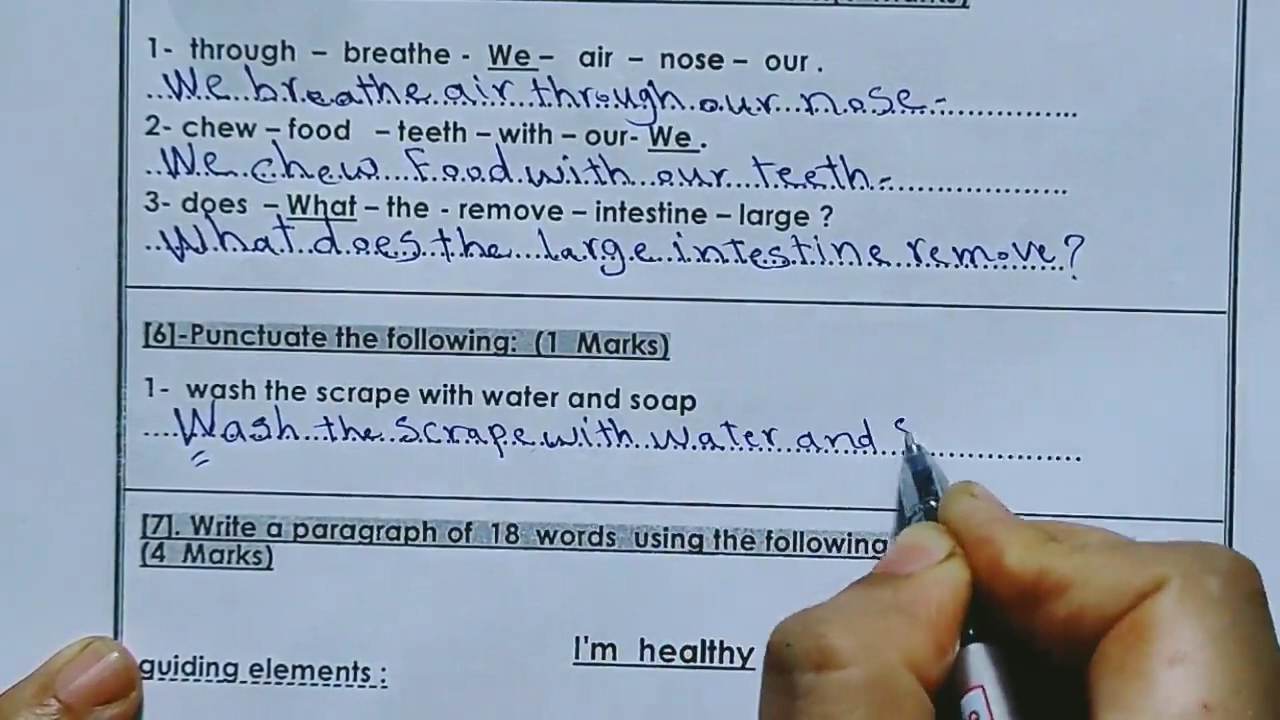 1- through – breathe - We – air – nose – our .
We breathe air through our nose.
2- chew – food – teeth – with – our- We .
We chew food with our teeth.
3- does – What – the - remove – intestine – large ?
What does the large intestine remove?
[6]-Punctuate the following: (1 Marks)
1- wash the scrape with water and soap
Wash the scrape with water and s
[7]. Write a paragraph of 18 words using the following
(4 Marks)
I'm healthy
guiding elements :